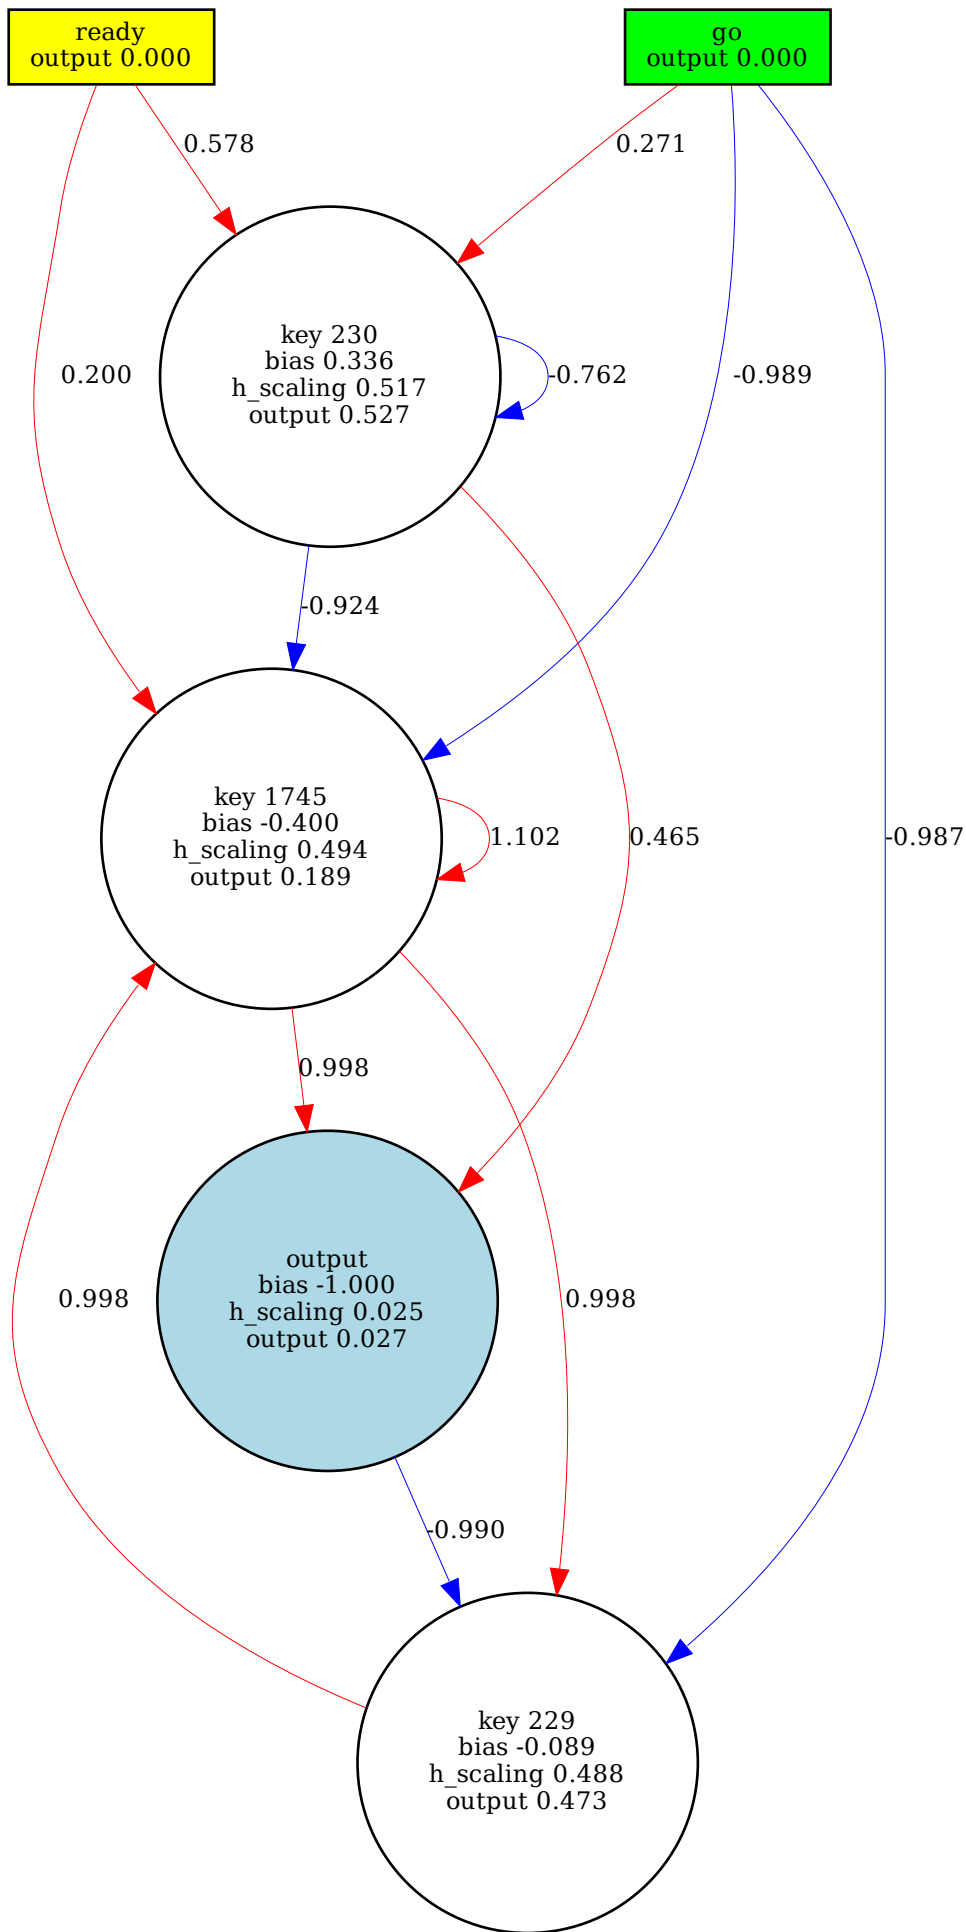 ready
output 0.000
go
output 0.000
0.578
0.271
key 230
bias 0.336
h_scaling 0.517
output 0.527
0.200
-0.762
-0.989
-0.924
key 1745
bias -0.400
h_scaling 0.494
output 0.189
1.102
0.465
-0.987
0.998
output
bias -1.000
h_scaling 0.025
output 0.027
0.998
0.998
-0.990
key 229
bias -0.089
h_scaling 0.488
output 0.473